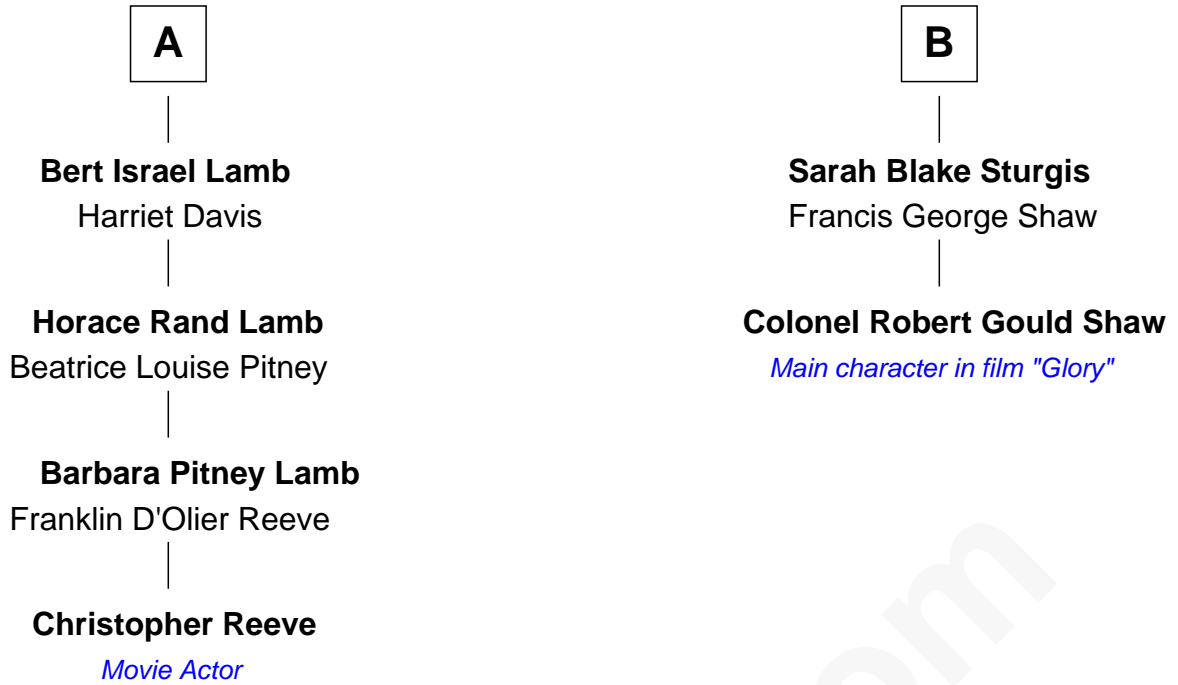 A
Bert Israel Lamb
Harriet Davis
Horace Rand Lamb
Beatrice Louise Pitney
Barbara Pitney Lamb
Franklin D'Olier Reeve
Christopher Reeve
Movie Actor
B
Sarah Blake Sturgis
Francis George Shaw
Colonel Robert Gould Shaw
Main character in film "Glory"
om